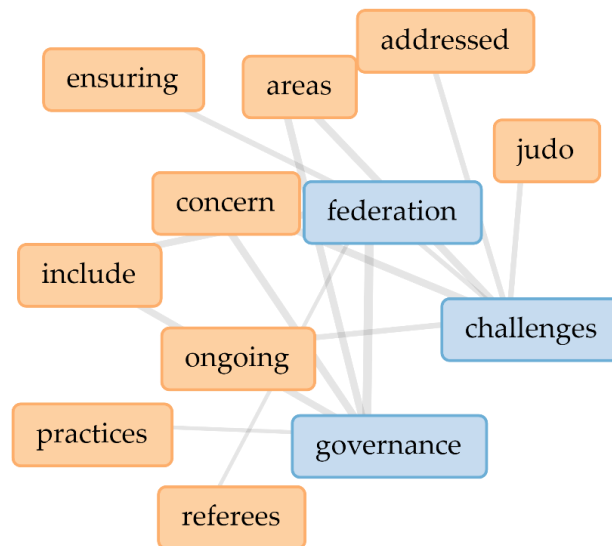 addressed
ensuring
areas
judo
concern
federation
include
challenges
ongoing
practices
governance
referees